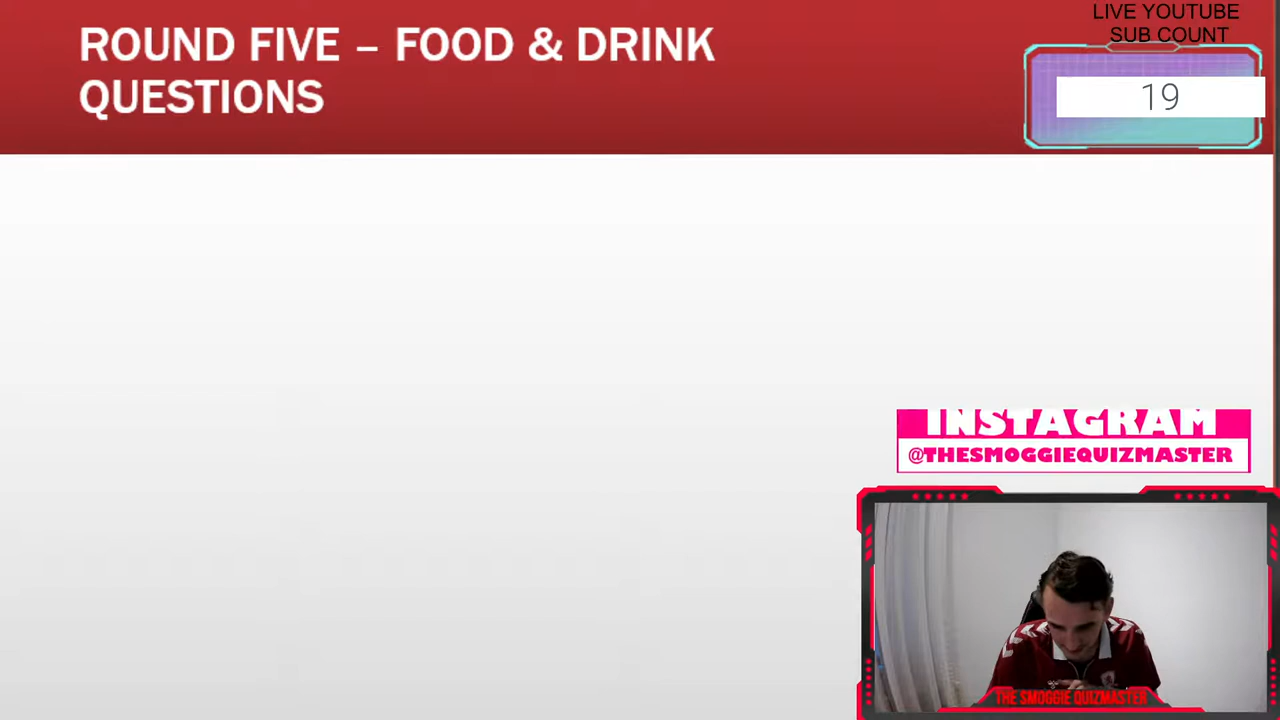 ROUND FIVE – FOOD & DRINK
QUESTIONS
LIVE YOUTUBE
SUB COUNT
19
INSTAGRAM
@THESMOGGIEQUIZMASTER
THE SMOGGIE QUIZMASTER